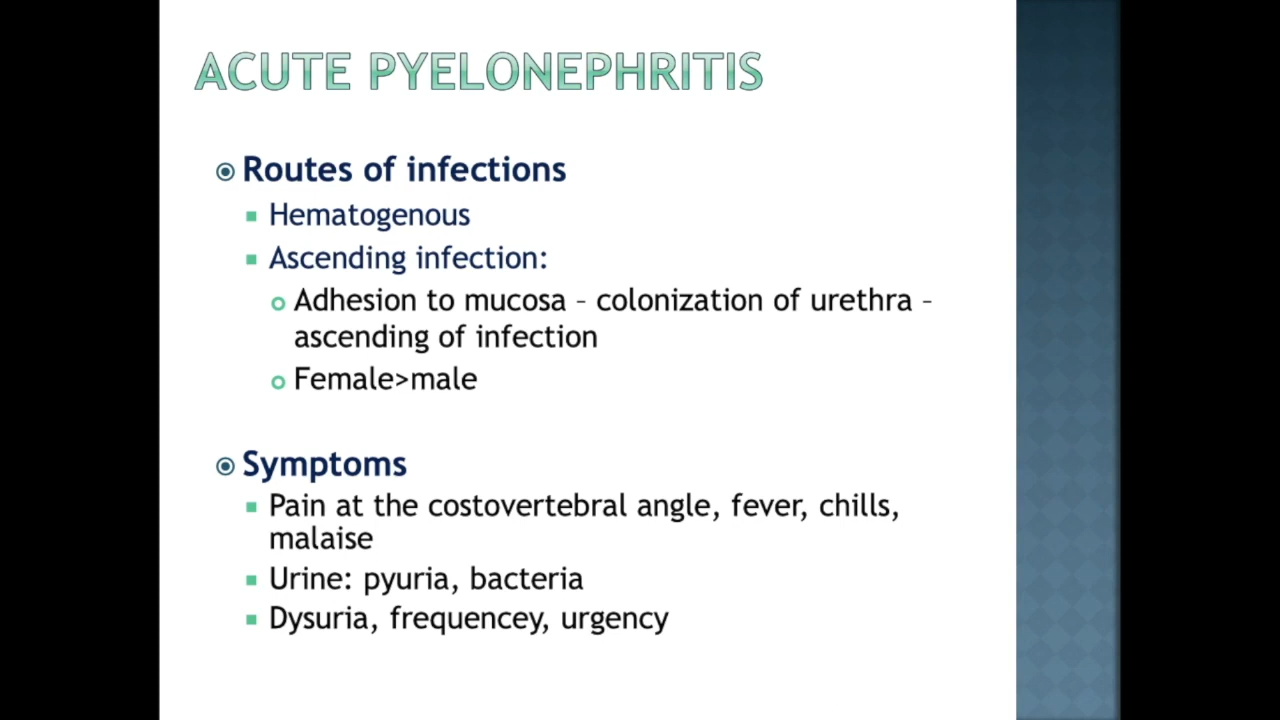 ACUTE PYELONEPHRITIS
Routes of infections
Hematogenous
Ascending infection:
Adhesion to mucosa – colonization of urethra –
ascending of infection
Female>male
Symptoms
Pain at the costovertebral angle, fever, chills,
malaise
Urine: pyuria, bacteria
Dysuria, frequencey, urgency